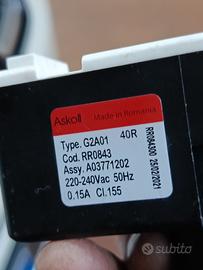 Askoll Made in Romania
Type. G2A01 40R
Cod. RR0843
Assy. A03771202
220-240Vac 50Hz
0.15A Cl.155
RR084300 25/02/2021
subito